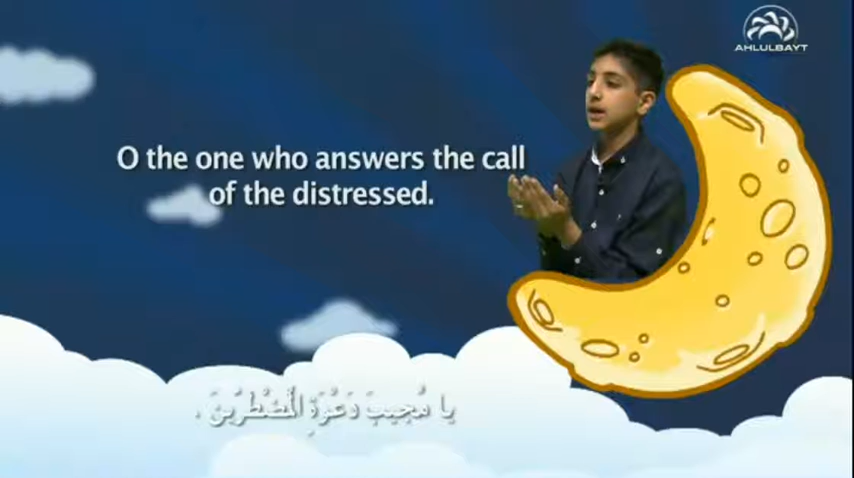 AHLULBAYT
O the one who answers the call
of the distressed.
يا مُجيبَ دَعْوَةِ الْمُضْطَرّينَ ،